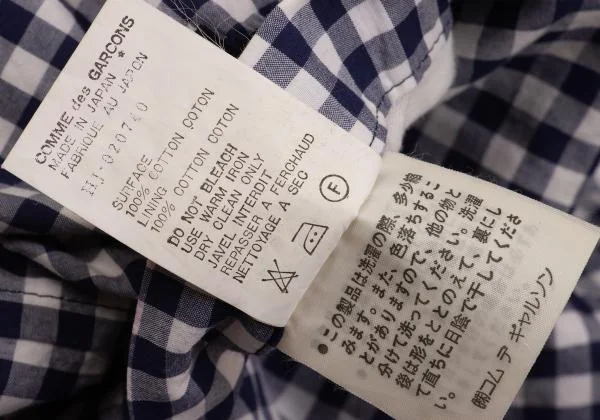 COMME des GARCONS
MADE IN JAPAN *
FABRIQUE AU JAPON
HJ-020740
SURFACE
100% COTTON COTON
LINING
100% COTTON COTON
DO NOT BLEACH
USE WARM IRON
DRY CLEAN ONLY
JAVEL INTERDIT
REPASSER A FERCHAUD
NETTOYAGE A SEC
F
●この製品は洗濯の際、多少縮
みます。また、色落ちするこ
とがありますので、他の物と
分けて洗ってください。洗濯
後は形をととのえて、裏にし
て直ちに日陰で干してくださ
い。
㈱コム デ ギャルソン